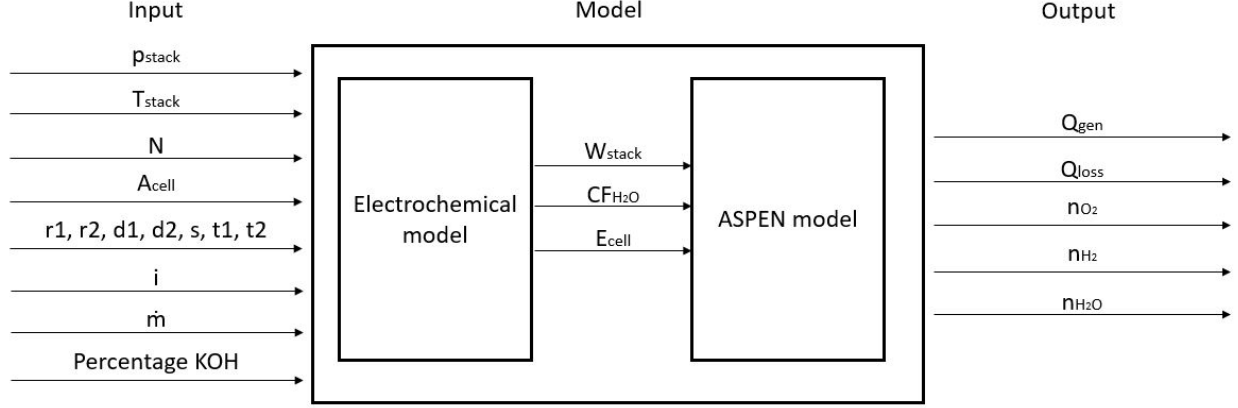 Input
Model
Output
pstack
Tstack
N
Acell
r1, r2, d1, d2, s, t1, t2
i
ṁ
Percentage KOH
Electrochemical
model
Wstack
CFH2O
Ecell
ASPEN model
Qgen
Qloss
nO2
nH2
nH2O